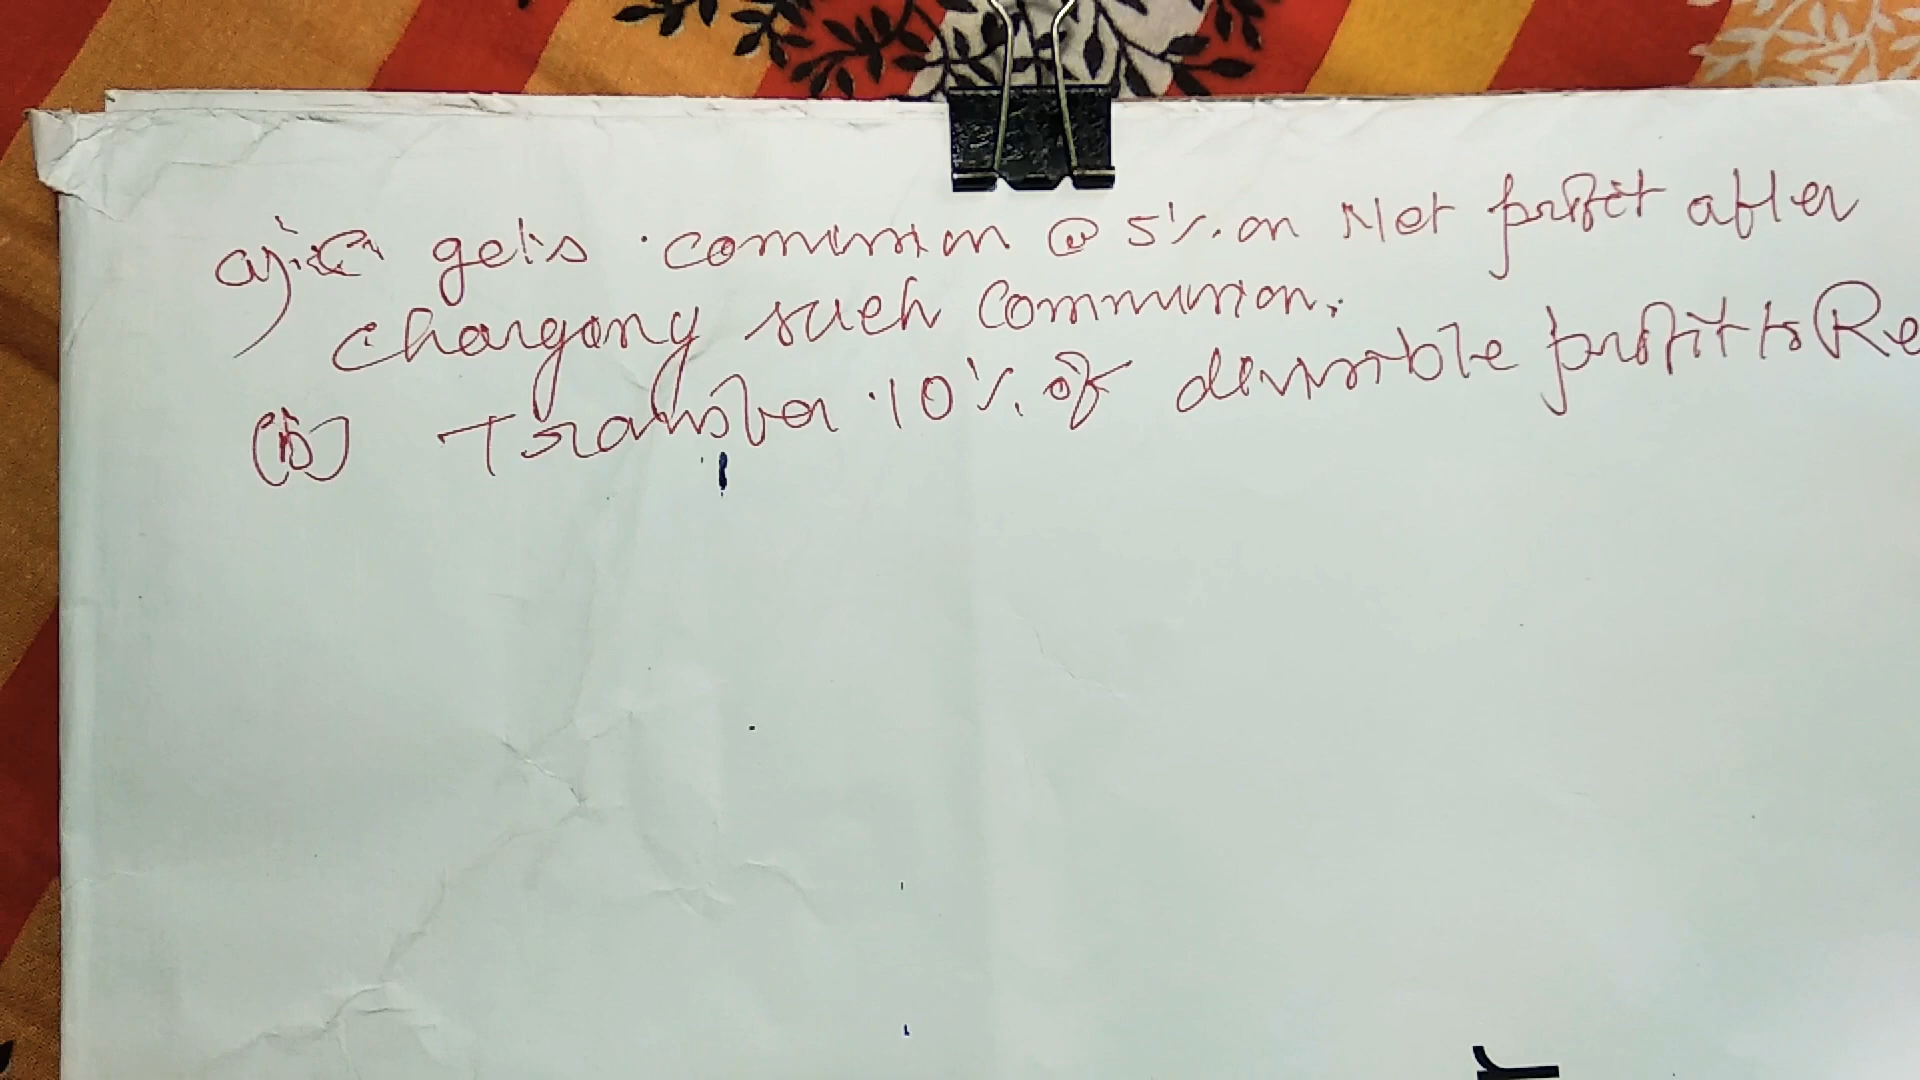 gets commission @ 5% on Net profit after
charging such commission.
Transfer 10% of divisible profit to Re
r